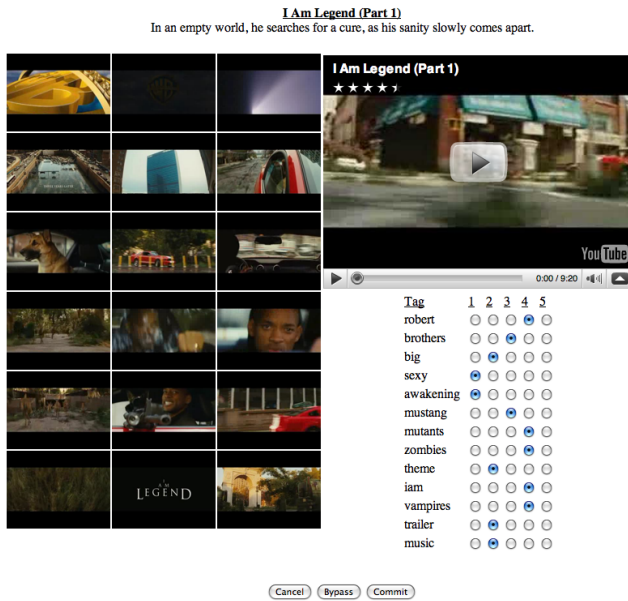 I Am Legend (Part 1)
In an empty world, he searches for a cure, as his sanity slowly comes apart.
I Am Legend (Part 1)
YouTube
0:00 / 9:20
I AM
LEGEND
Tag 1 2 3 4 5
robert
brothers
big
sexy
awakening
mustang
mutants
zombies
theme
iam
vampires
trailer
music
Cancel Bypass Commit